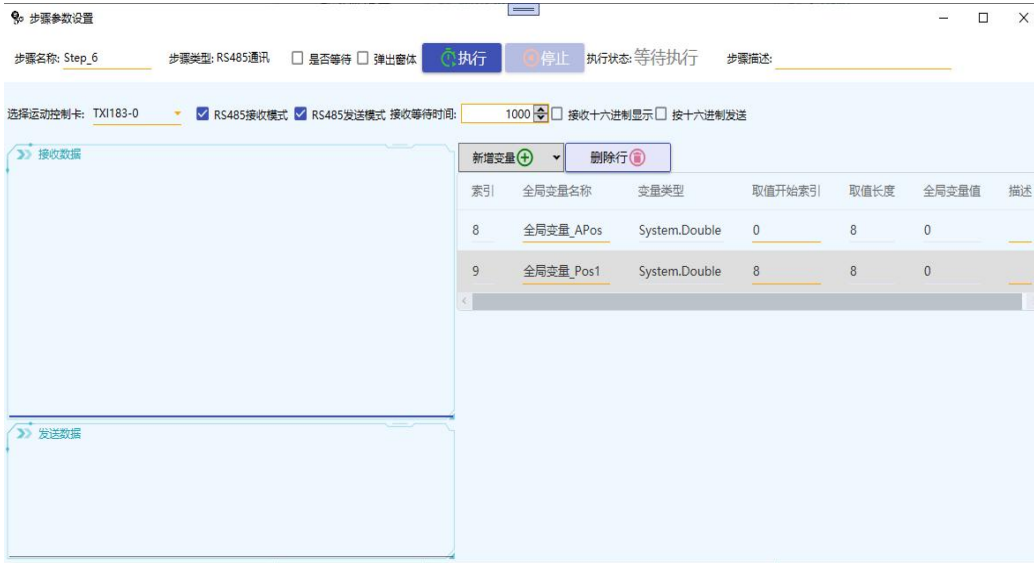 步骤参数设置
步骤名称: Step_6 步骤类型: RS485通讯 是否等待 弹出窗体 执行 停止 执行状态:等待执行 步骤描述:
选择运动控制卡: TXI183-0 RS485接收模式 RS485发送模式 接收等待时间: 1000 接收十六进制显示 按十六进制发送
接收数据
新增变量 删除行
索引 全局变量名称 变量类型 取值开始索引 取值长度 全局变量值 描述
8 全局变量_APos System.Double 0 8 0
9 全局变量_Pos1 System.Double 8 8 0
发送数据